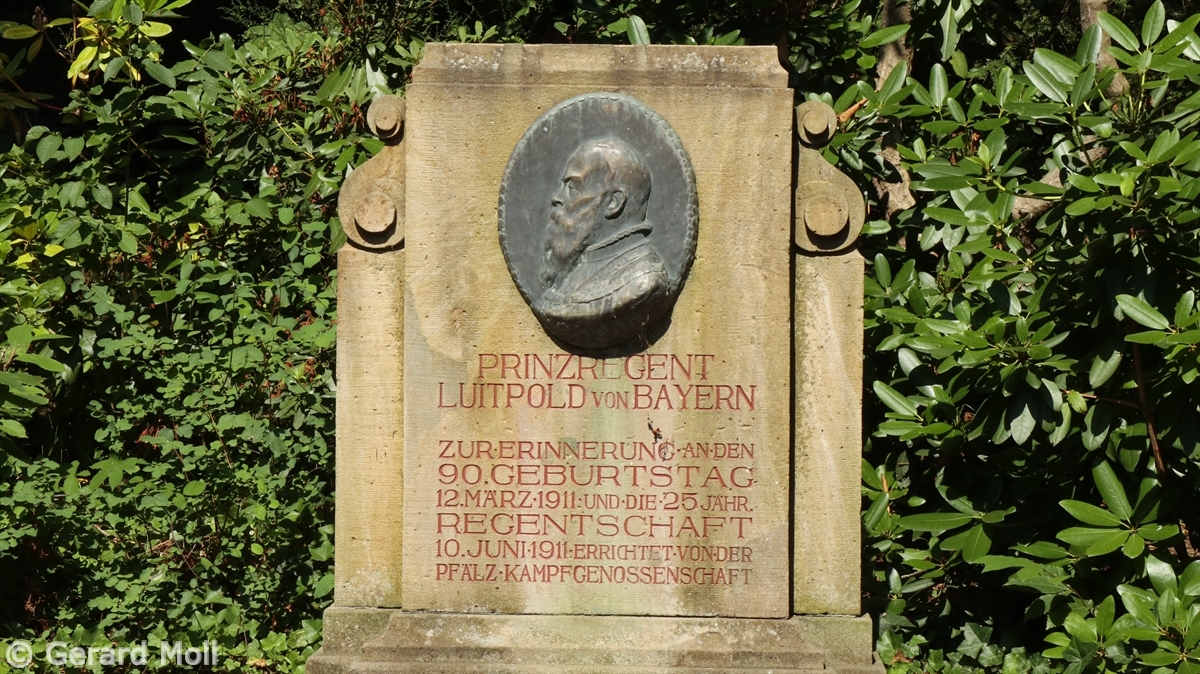 PRINZREGENT
LUITPOLD VON BAYERN
ZUR·ERINNERUNG·AN·DEN
90.GEBURTSTAG·
12.MÄRZ·1911·UND·DIE·25 JÄHR.
REGENTSCHAFT
10.JUNI·1911·ERRICHTET·VON·DER
PFÄLZ·KAMPFGENOSSENSCHAFT
© Gerard Moll